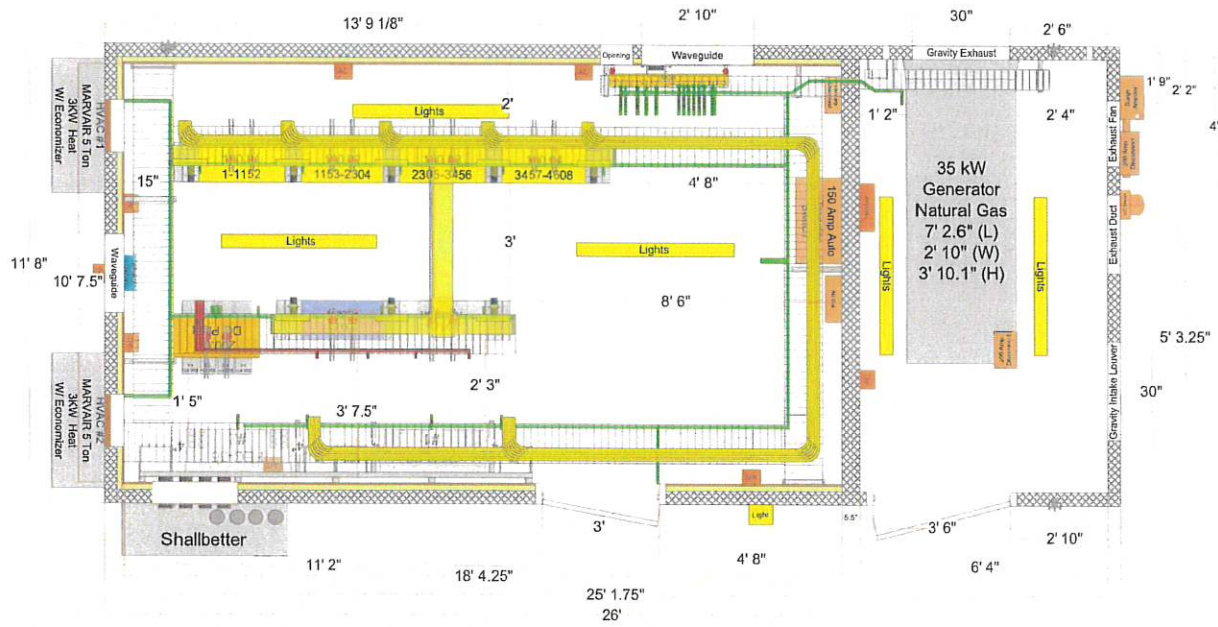 13' 9 1/8"
2' 10"
30"
2' 6"
Opening
Waveguide
Gravity Exhaust
HVAC #1
MARVAIR 5 Ton
3KW Heat
W/ Economizer
2'
Lights
1' 2"
2' 4"
1' 9"
2' 2"
4'
Exhaust Fan
15"
1-1152
1153-2304
2305-3456
3457-4608
4' 8"
150 Amp Auto
35 kW
Generator
Natural Gas
7' 2.6" (L)
2' 10" (W)
3' 10.1" (H)
Exhaust Duct
Lights
3'
Lights
Lights
Lights
11' 8"
10' 7.5"
Waveguide
8' 6"
5' 3.25"
30"
Gravity Intake Louver
HVAC #2
MARVAIR 5 Ton
3KW Heat
W/ Economizer
2' 3"
1' 5"
3' 7.5"
Light
5.5"
Shallbetter
3'
3' 6"
2' 10"
11' 2"
4' 8"
6' 4"
18' 4.25"
25' 1.75"
26'